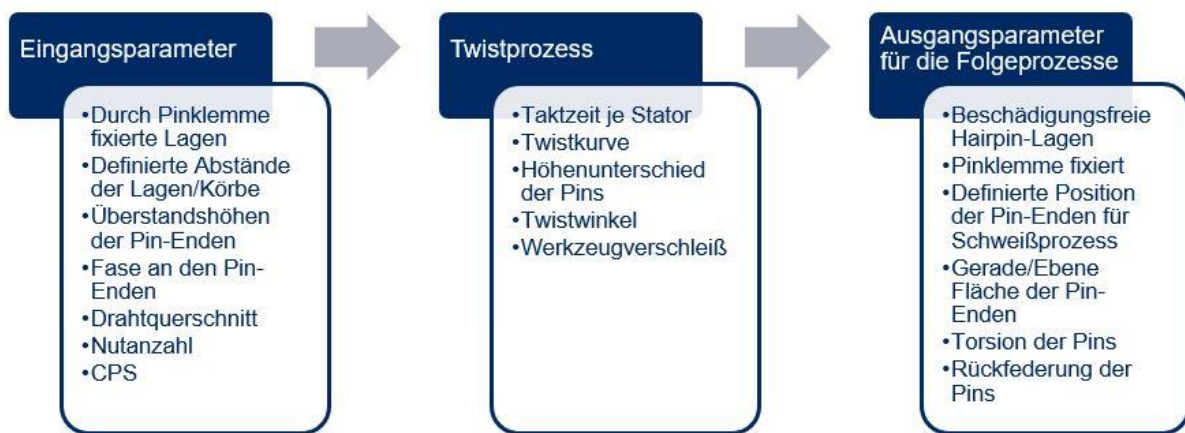 Eingangsparameter
•Durch Pinklemme
fixierte Lagen
•Definierte Abstände
der Lagen/Körbe
•Überstandshöhen
der Pin-Enden
•Fase an den Pin-
Enden
•Drahtquerschnitt
•Nutanzahl
•CPS
Twistprozess
•Taktzeit je Stator
•Twistkurve
•Höhenunterschied
der Pins
•Twistwinkel
•Werkzeugverschleiß
Ausgangsparameter
für die Folgeprozesse
•Beschädigungsfreie
Hairpin-Lagen
•Pinklemme fixiert
•Definierte Position
der Pin-Enden für
Schweißprozess
•Gerade/Ebene
Fläche der Pin-
Enden
•Torsion der Pins
•Rückfederung der
Pins